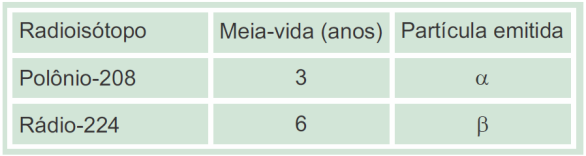 Radioisótopo Meia-vida (anos) Partícula emitida
Polônio-208 3 α
Rádio-224 6 β